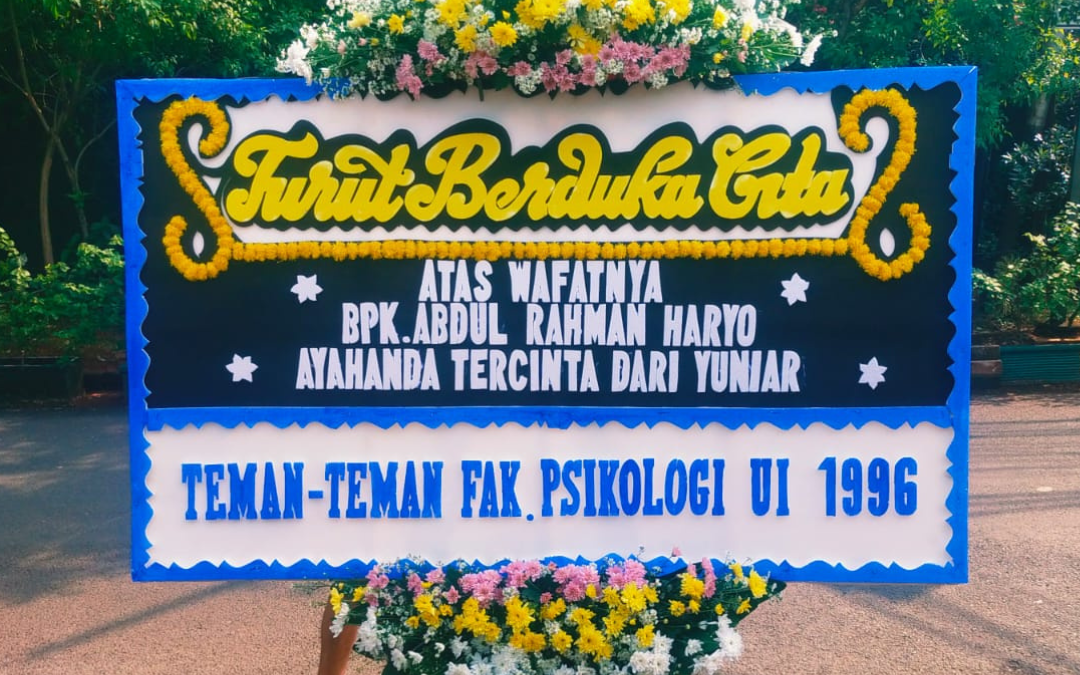 Turut Berduka Cita
ATAS WAFATNYA
BPK.ABDUL RAHMAN HARYO
AYAHANDA TERCINTA DARI YUNIAR
TEMAN-TEMAN FAK.PSIKOLOGI UI 1996